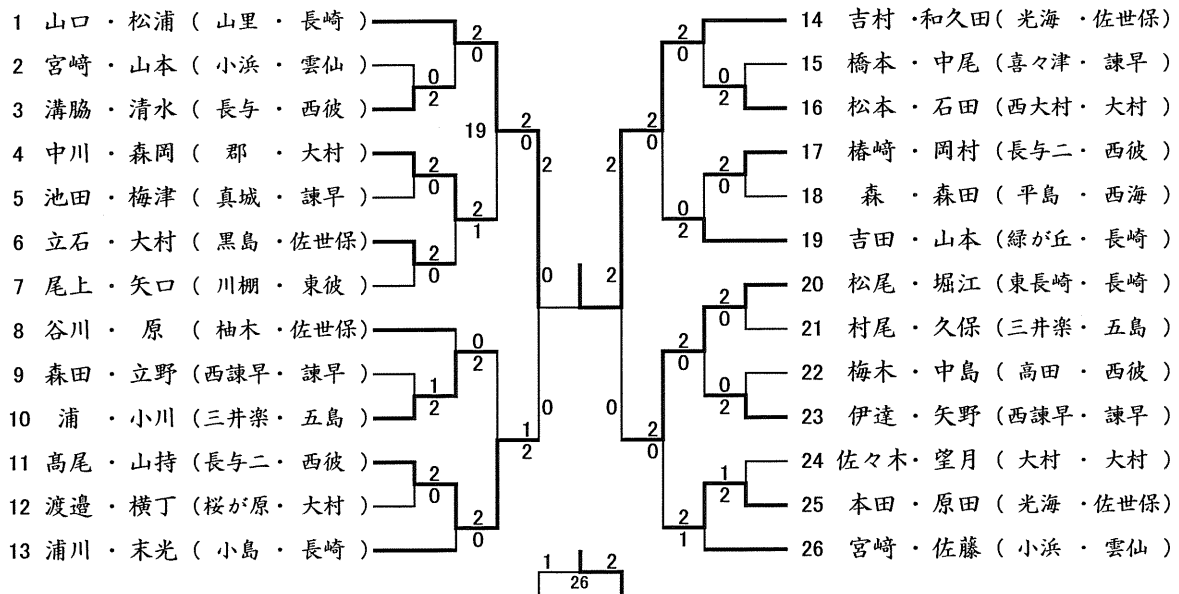 1 山口・松浦 ( 山里・長崎 )
2 宮﨑・山本 ( 小浜・雲仙 )
3 溝脇・清水 ( 長与・西彼 )
4 中川・森岡 ( 郡・大村 )
5 池田・梅津 ( 真城・諫早 )
6 立石・大村 ( 黒島・佐世保)
7 尾上・矢口 ( 川棚・東彼 )
8 谷川・原 ( 柚木・佐世保)
9 森田・立野 (西諫早・諫早 )
10 浦・小川 (三井楽・五島 )
11 髙尾・山持 (長与二・西彼 )
12 渡邉・横丁 (桜が原・大村 )
13 浦川・末光 ( 小島・長崎 )
2
0
0
2
19
2
0
2
1
2
0
2
0
2
0
0
2
1
2
1
2
2
0
2
0
0
1
2
26
2
2
0
2
0
0
2
2
0
0
2
2
0
2
0
2
0
0
2
2
0
1
2
2
1
14 吉村・和久田( 光海・佐世保)
15 橋本・中尾 (喜々津・諫早 )
16 松本・石田 (西大村・大村 )
17 椿﨑・岡村 (長与二・西彼 )
18 森・森田 ( 平島・西海 )
19 吉田・山本 (緑が丘・長崎 )
20 松尾・堀江 (東長崎・長崎 )
21 村尾・久保 (三井楽・五島 )
22 梅木・中島 ( 高田・西彼 )
23 伊達・矢野 (西諫早・諫早 )
24 佐々木・望月 ( 大村・大村 )
25 本田・原田 ( 光海・佐世保)
26 宮﨑・佐藤 ( 小浜・雲仙 )